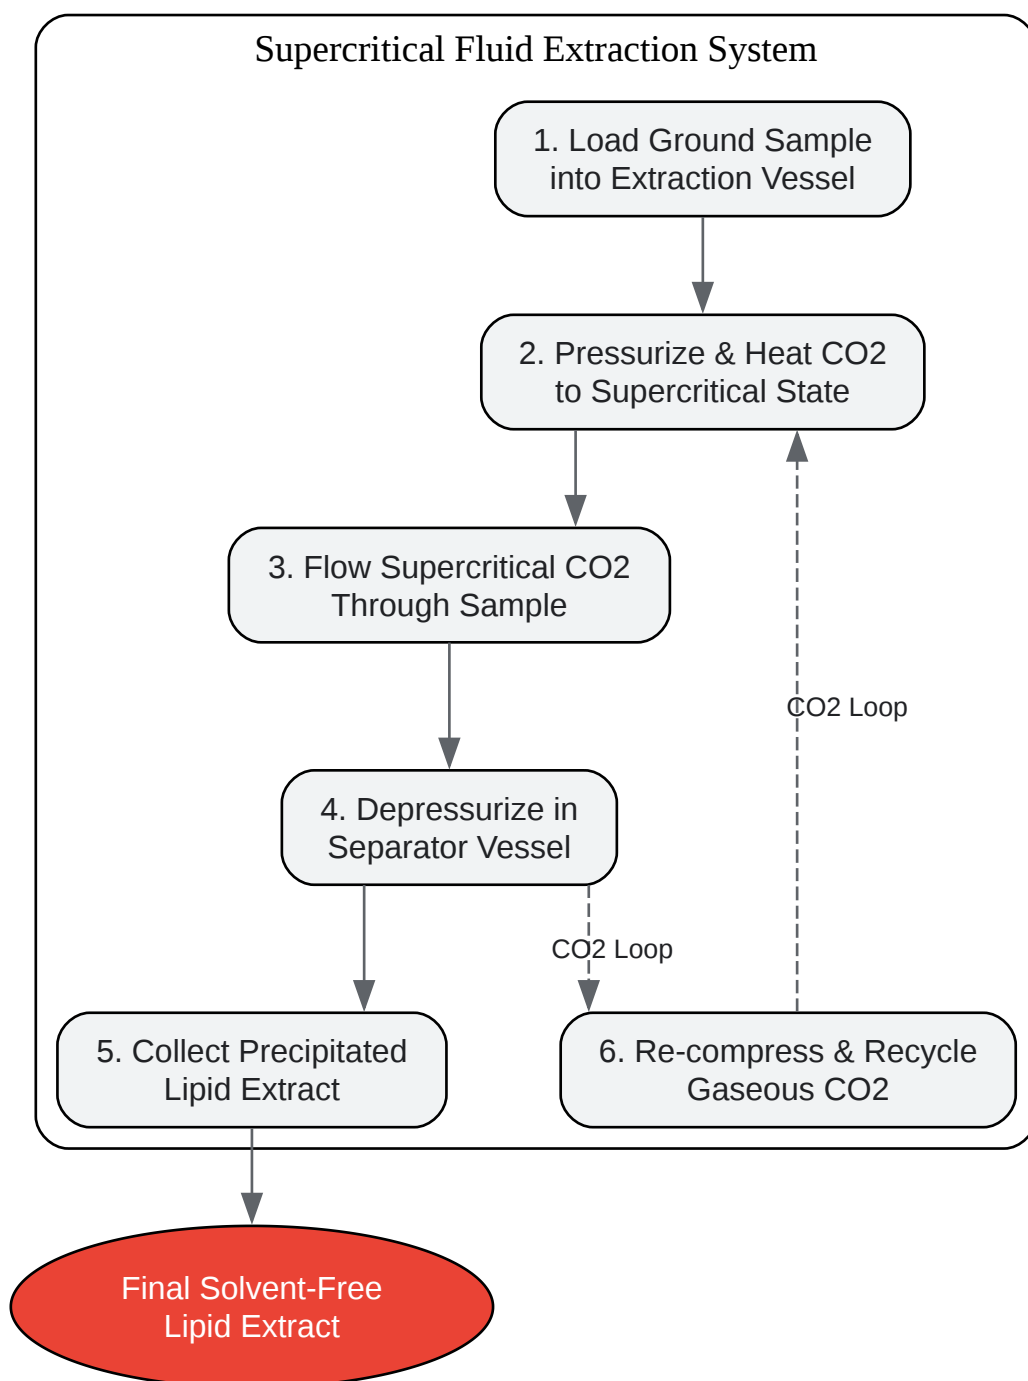 Supercritical Fluid Extraction System
1. Load Ground Sample
into Extraction Vessel
2. Pressurize & Heat CO2
to Supercritical State
3. Flow Supercritical CO2
Through Sample
CO2 Loop
4. Depressurize in
Separator Vessel
CO2 Loop
5. Collect Precipitated
Lipid Extract
6. Re-compress & Recycle
Gaseous CO2
Final Solvent-Free
Lipid Extract